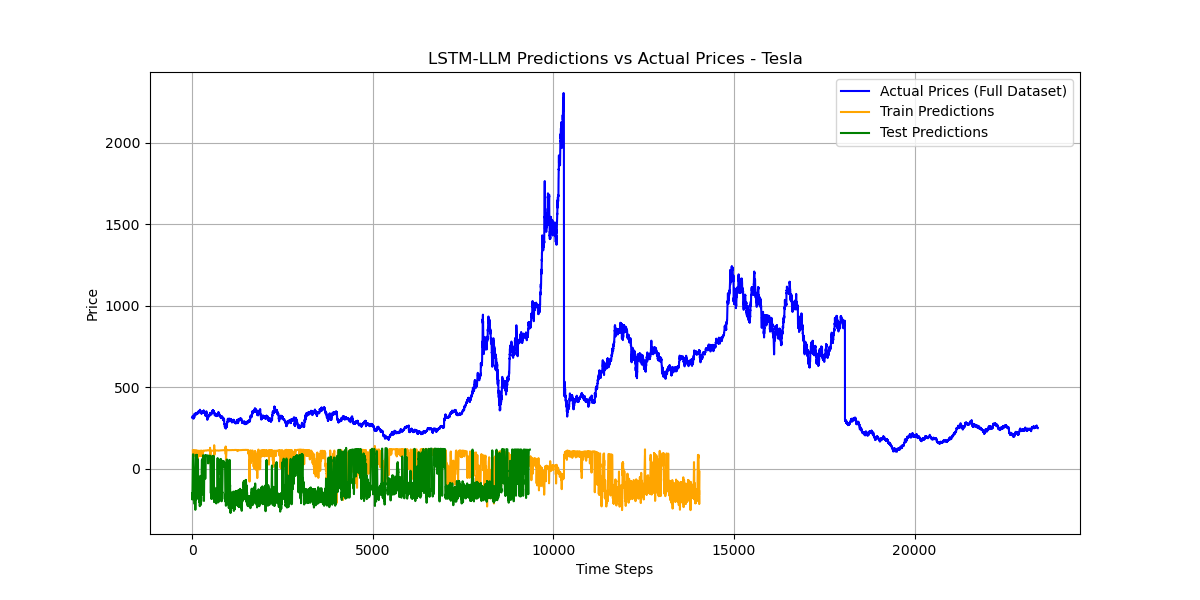 LSTM-LLM Predictions vs Actual Prices - Tesla
Actual Prices (Full Dataset)
Train Predictions
Test Predictions
Price
2000
1500
1000
500
0
0
5000
10000
15000
20000
Time Steps